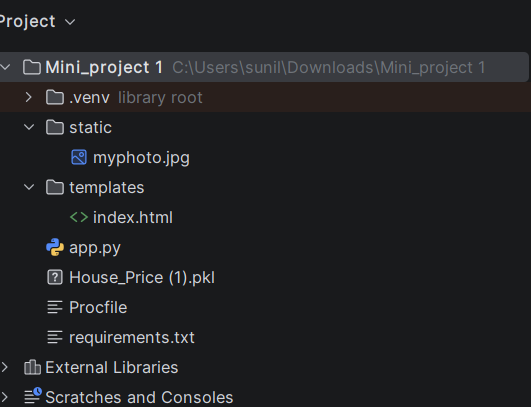 Project
Mini_project 1 C:\Users\sunil\Downloads\Mini_project 1
.venv library root
static
myphoto.jpg
templates
index.html
app.py
House_Price (1).pkl
Procfile
requirements.txt
External Libraries
Scratches and Consoles